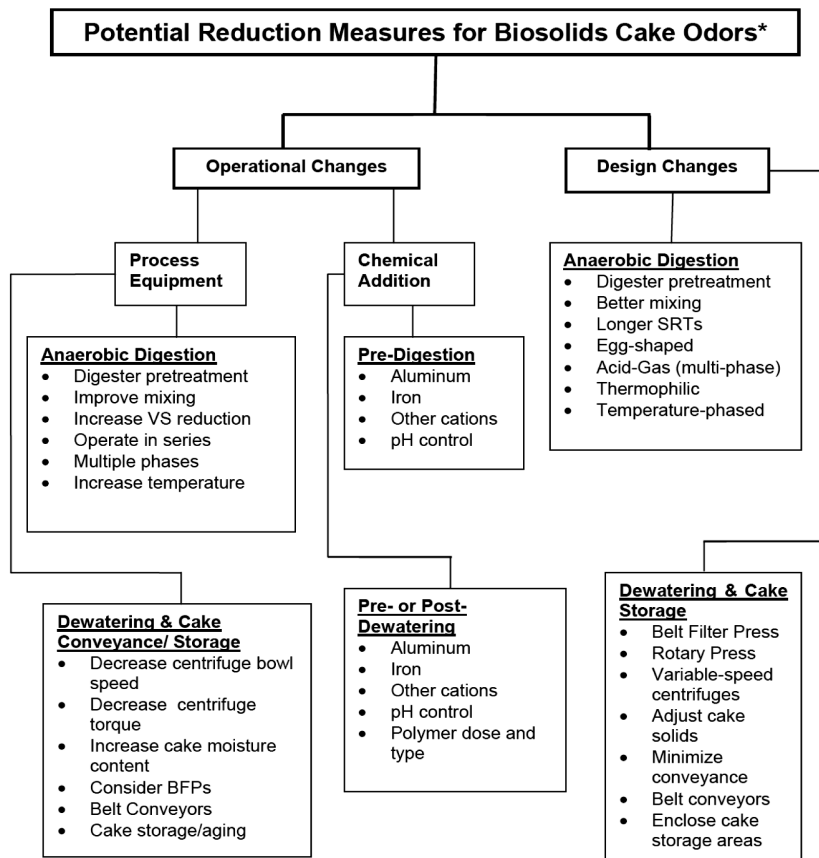 Potential Reduction Measures for Biosolids Cake Odors*
Operational Changes
Design Changes
Process
Equipment
Chemical
Addition
Anaerobic Digestion
• Digester pretreatment
• Improve mixing
• Increase VS reduction
• Operate in series
• Multiple phases
• Increase temperature
Pre-Digestion
• Aluminum
• Iron
• Other cations
• pH control
Anaerobic Digestion
• Digester pretreatment
• Better mixing
• Longer SRTs
• Egg-shaped
• Acid-Gas (multi-phase)
• Thermophilic
• Temperature-phased
Dewatering & Cake
Conveyance/ Storage
• Decrease centrifuge bowl
speed
• Decrease centrifuge
torque
• Increase cake moisture
content
• Consider BFPs
• Belt Conveyors
• Cake storage/aging
Pre- or Post-
Dewatering
• Aluminum
• Iron
• Other cations
• pH control
• Polymer dose and
type
Dewatering & Cake
Storage
• Belt Filter Press
• Rotary Press
• Variable-speed
centrifuges
• Adjust cake
solids
• Minimize
conveyance
• Belt conveyors
• Enclose cake
storage areas